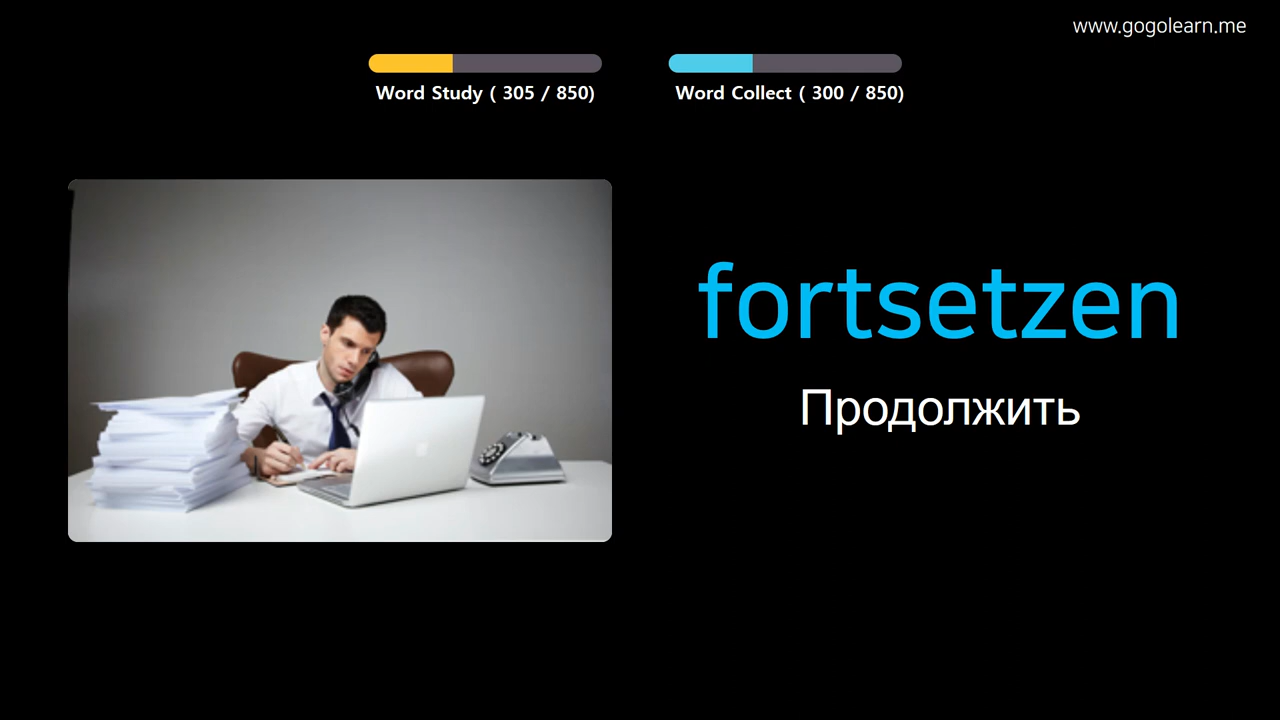 www.gogolearn.me
Word Study ( 305 / 850)
Word Collect ( 300 / 850)
fortsetzen
Продолжить